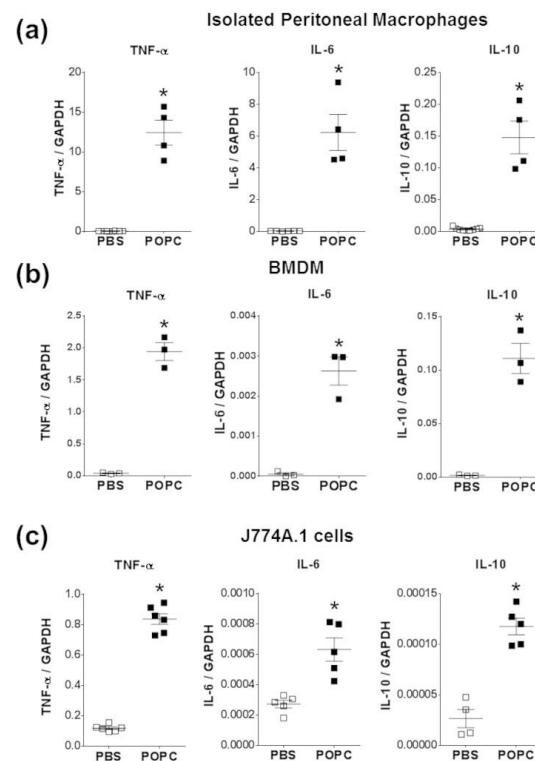 (a)
Isolated Peritoneal Macrophages
TNF-α
IL-6
IL-10
TNF-α / GAPDH
20
15
10
5
0
PBS
POPC
*
IL-6 / GAPDH
10
8
6
4
2
0
PBS
POPC
*
IL-10 / GAPDH
0.25
0.20
0.15
0.10
0.05
0.00
PBS
POPC
*
(b)
BMDM
TNF-α
IL-6
IL-10
TNF-α / GAPDH
2.5
2.0
1.5
1.0
0.5
0.0
PBS
POPC
*
IL-6 / GAPDH
0.004
0.003
0.002
0.001
0.000
PBS
POPC
*
IL-10 / GAPDH
0.15
0.10
0.05
0.00
PBS
POPC
*
(c)
J774A.1 cells
TNF-α
IL-6
IL-10
TNF-α / GAPDH
1.0
0.8
0.6
0.4
0.2
0.0
PBS
POPC
*
IL-6 / GAPDH
0.0010
0.0008
0.0006
0.0004
0.0002
0.0000
PBS
POPC
*
IL-10 / GAPDH
0.00015
0.00010
0.00005
0.00000
PBS
POPC
*